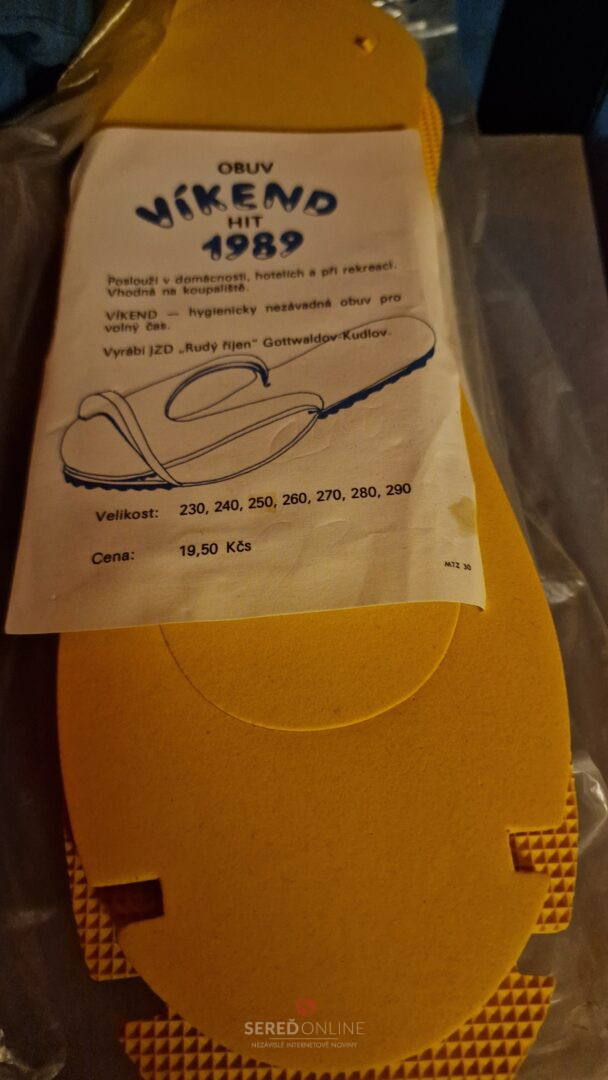 OBUV
VÍKEND
HIT
1989
Poslouží v domácnosti, hotelích a při rekreaci.
Vhodná na koupaliště.
VÍKEND — hygienicky nezávadná obuv pro
volný čas.
Vyrábí JZD „Rudý říjen" Gottwaldov-Kudlov.
Velikost: 230, 240, 250, 260, 270, 280, 290
Cena: 19,50 Kčs
MTZ 30
SEREĎONLINE
NEZÁVISLÉ INTERNETOVÉ NOVINY